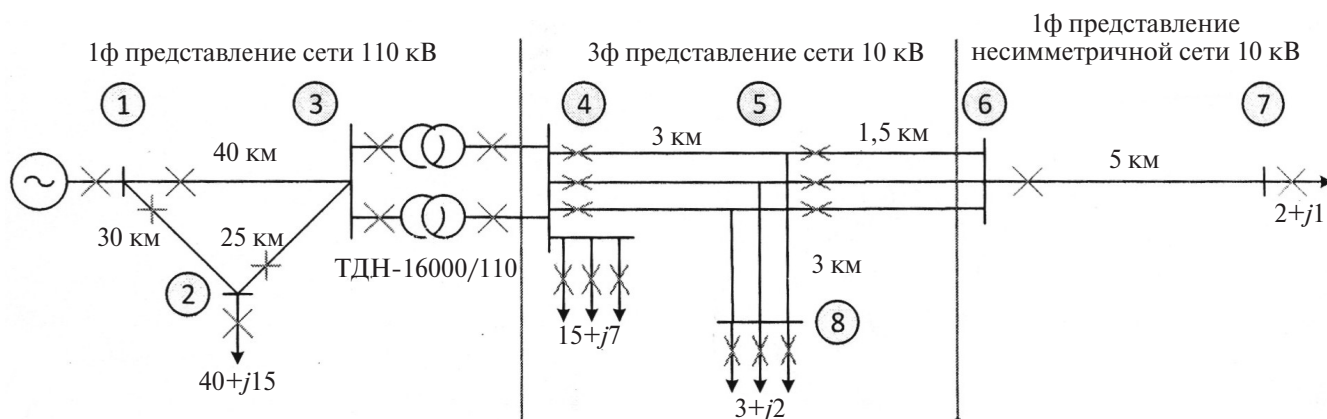 1ф представление сети 110 кВ
3ф представление сети 10 кВ
1ф представление
несимметричной сети 10 кВ
1
3
4
5
6
7
40 км
3 км
1,5 км
5 км
30 км
25 км
2+j1
ТДН-16000/110
3 км
2
8
15+j7
40+j15
3+j2